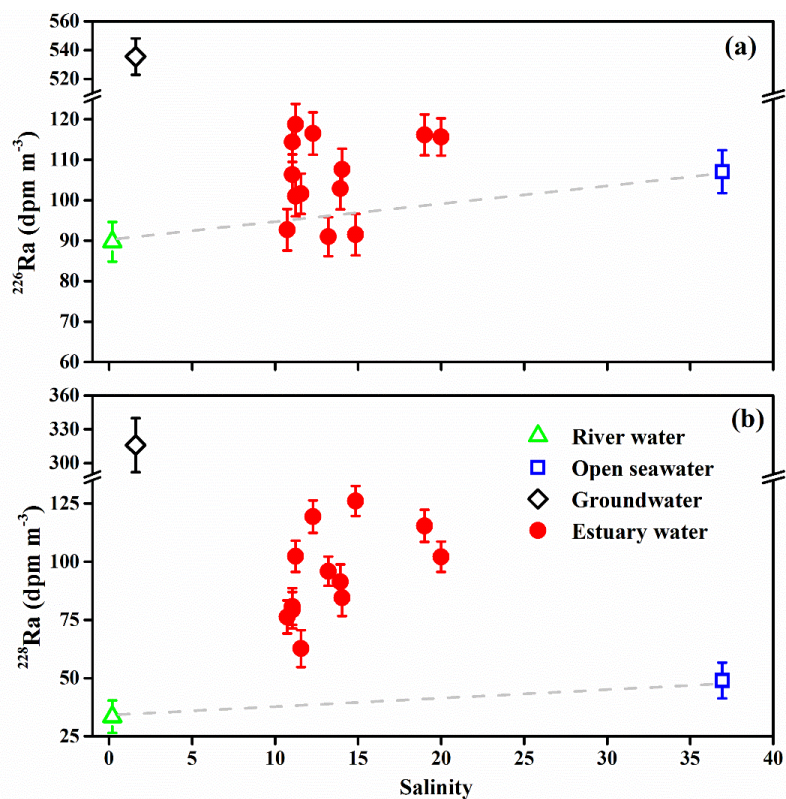 560
540
520
120
110
100
90
80
70
60
(a)
²²⁶Ra (dpm m⁻³)
360
330
300
125
100
75
50
25
(b)
River water
Open seawater
Groundwater
Estuary water
²²⁸Ra (dpm m⁻³)
0 5 10 15 20 25 30 35 40
Salinity